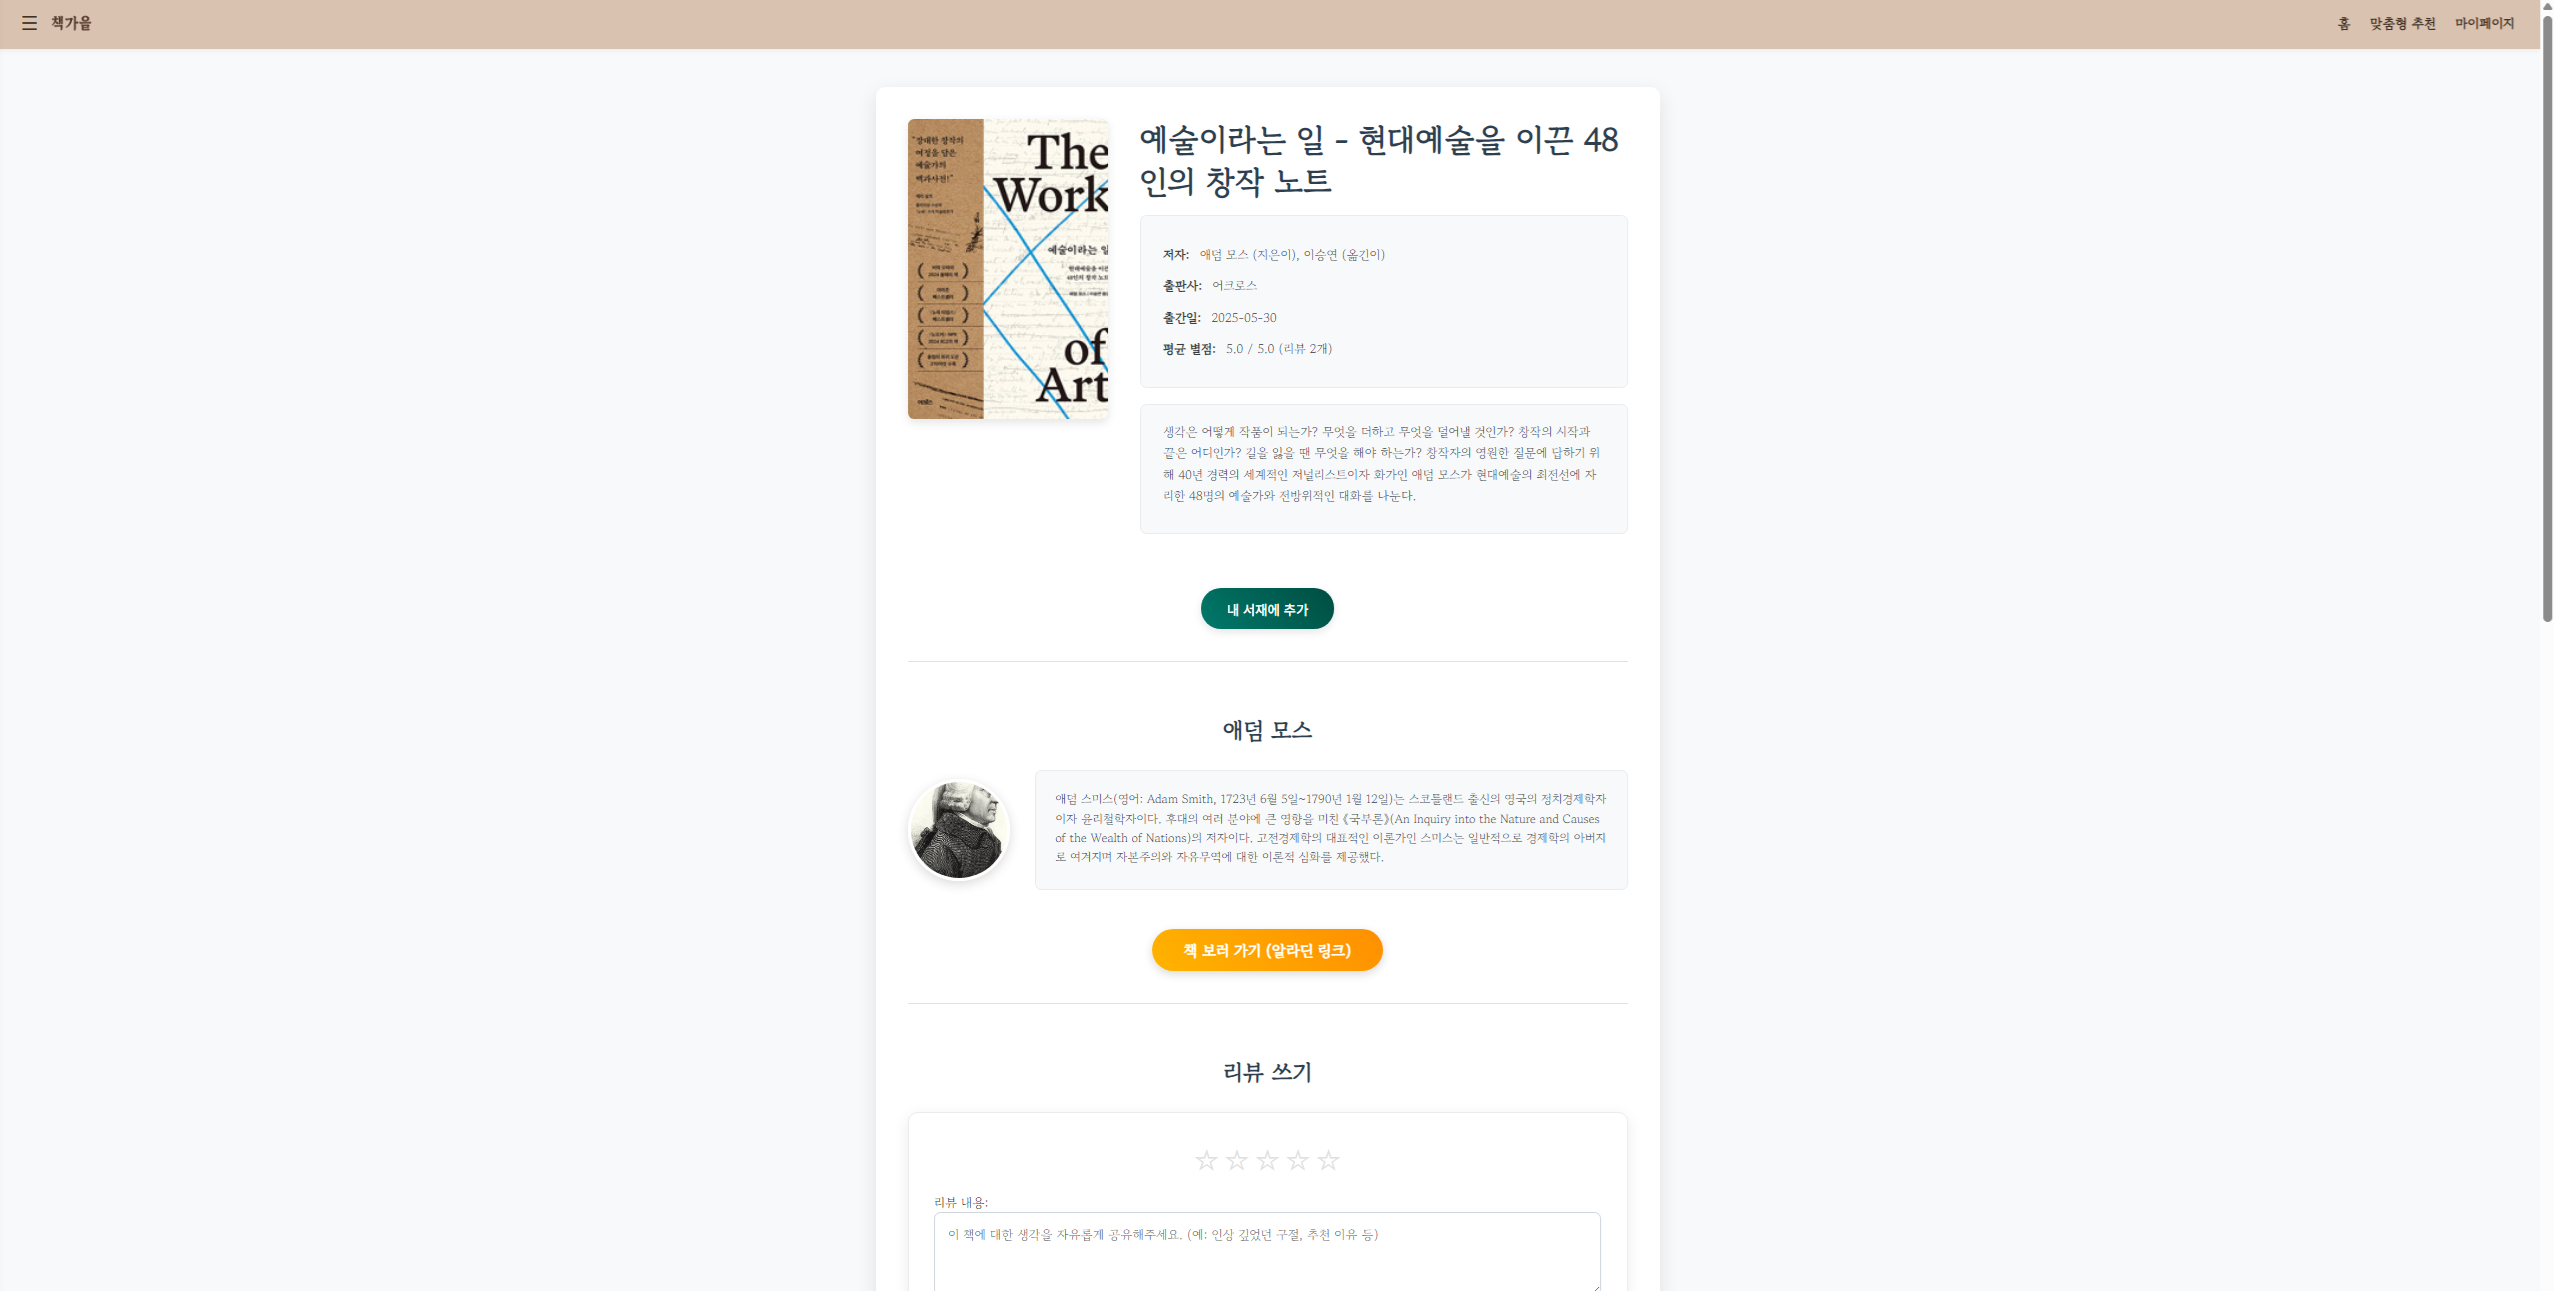 ☰ 책가을
홈 맞춤형 추천 마이페이지
"장대한 창작의
여정을 담은
예술가의
백과사전!"
The
Work
예술이라는 일
of
Art
예술이라는 일 - 현대예술을 이끈 48
인의 창작 노트
저자: 애덤 모스 (지은이), 이승연 (옮긴이)
출판사: 어크로스
출간일: 2025-05-30
평균 별점: 5.0 / 5.0 (리뷰 2개)
생각은 어떻게 작품이 되는가? 무엇을 더하고 무엇을 덜어낼 것인가? 창작의 시작과
끝은 어디인가? 길을 잃을 땐 무엇을 해야 하는가? 창작자의 영원한 질문에 답하기 위
해 40년 경력의 세계적인 저널리스트이자 화가인 애덤 모스가 현대예술의 최전선에 자
리한 48명의 예술가와 전방위적인 대화를 나눈다.
내 서재에 추가
애덤 모스
애덤 스미스(영어: Adam Smith, 1723년 6월 5일~1790년 1월 12일)는 스코틀랜드 출신의 영국의 정치경제학자
이자 윤리철학자이다. 후대의 여러 분야에 큰 영향을 미친 《국부론》(An Inquiry into the Nature and Causes
of the Wealth of Nations)의 저자이다. 고전경제학의 대표적인 이론가인 스미스는 일반적으로 경제학의 아버지
로 여겨지며 자본주의와 자유무역에 대한 이론적 심화를 제공했다.
책 보러 가기 (알라딘 링크)
리뷰 쓰기
☆ ☆ ☆ ☆ ☆
리뷰 내용:
이 책에 대한 생각을 자유롭게 공유해주세요. (예: 인상 깊었던 구절, 추천 이유 등)